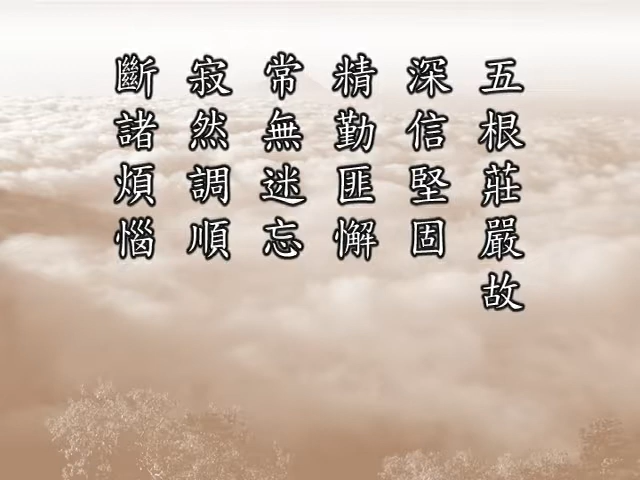 五根莊嚴故
深信堅固
精勤匪懈
常無迷忘
寂然調順
斷諸煩惱